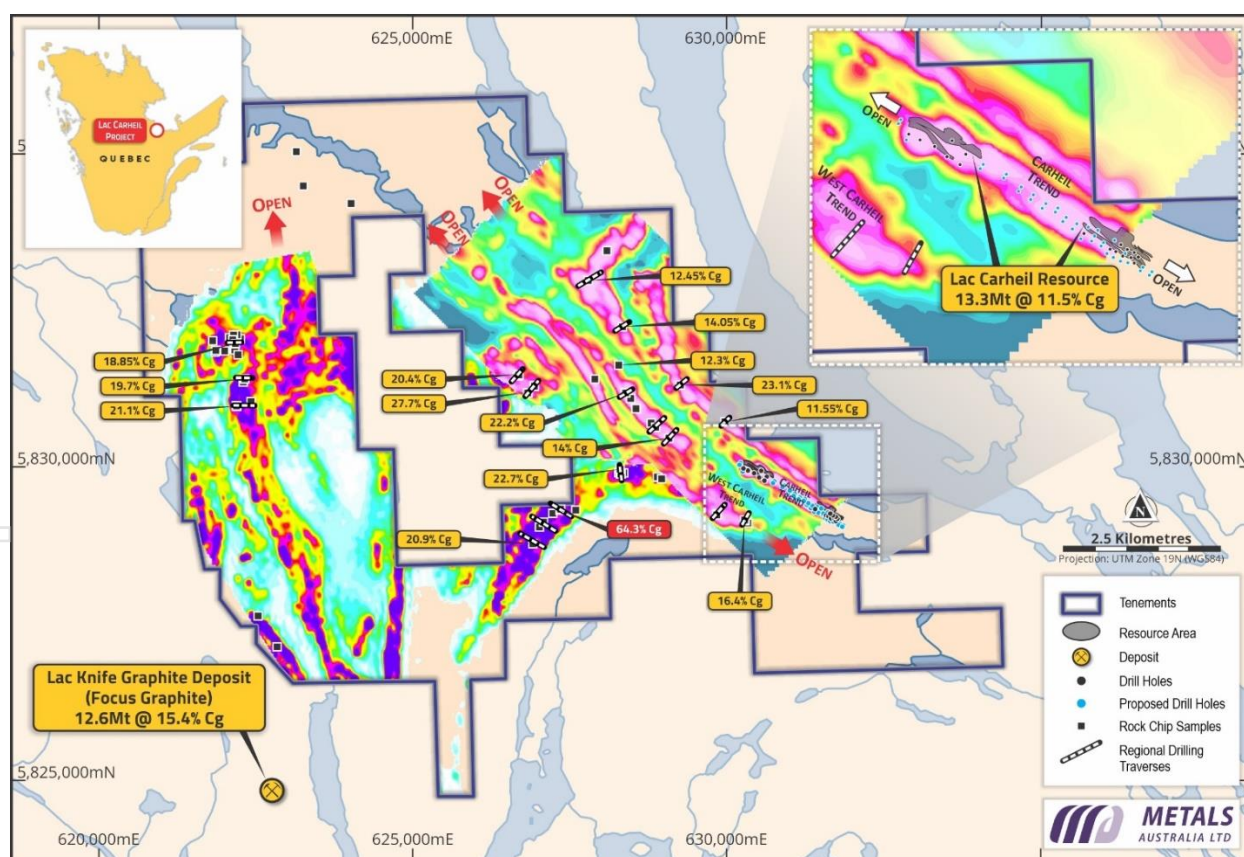 625,000mE
630,000mE
LAC CARHEIL
PROJECT
QUEBEC
OPEN
OPEN
OPEN
OPEN
CARHEIL
TREND
WEST CARHEIL
TREND
Lac Carheil Resource
13.3Mt @ 11.5% Cg
OPEN
12.45% Cg
14.05% Cg
18.85% Cg
12.3% Cg
19.7% Cg
20.4% Cg
23.1% Cg
21.1% Cg
27.7% Cg
22.2% Cg
11.55% Cg
14% Cg
5,830,000mN
5,830,000mN
22.7% Cg
WEST CARHEIL
TREND
CARHEIL
TREND
64.3% Cg
20.9% Cg
OPEN
16.4% Cg
N
2.5 Kilometres
Projection: UTM Zone 19N (WGS84)
Tenements
Resource Area
Deposit
Drill Holes
Proposed Drill Holes
Rock Chip Samples
Regional Drilling
Traverses
Lac Knife Graphite Deposit
(Focus Graphite)
12.6Mt @ 15.4% Cg
5,825,000mN
620,000mE
625,000mE
630,000mE
METALS
AUSTRALIA LTD